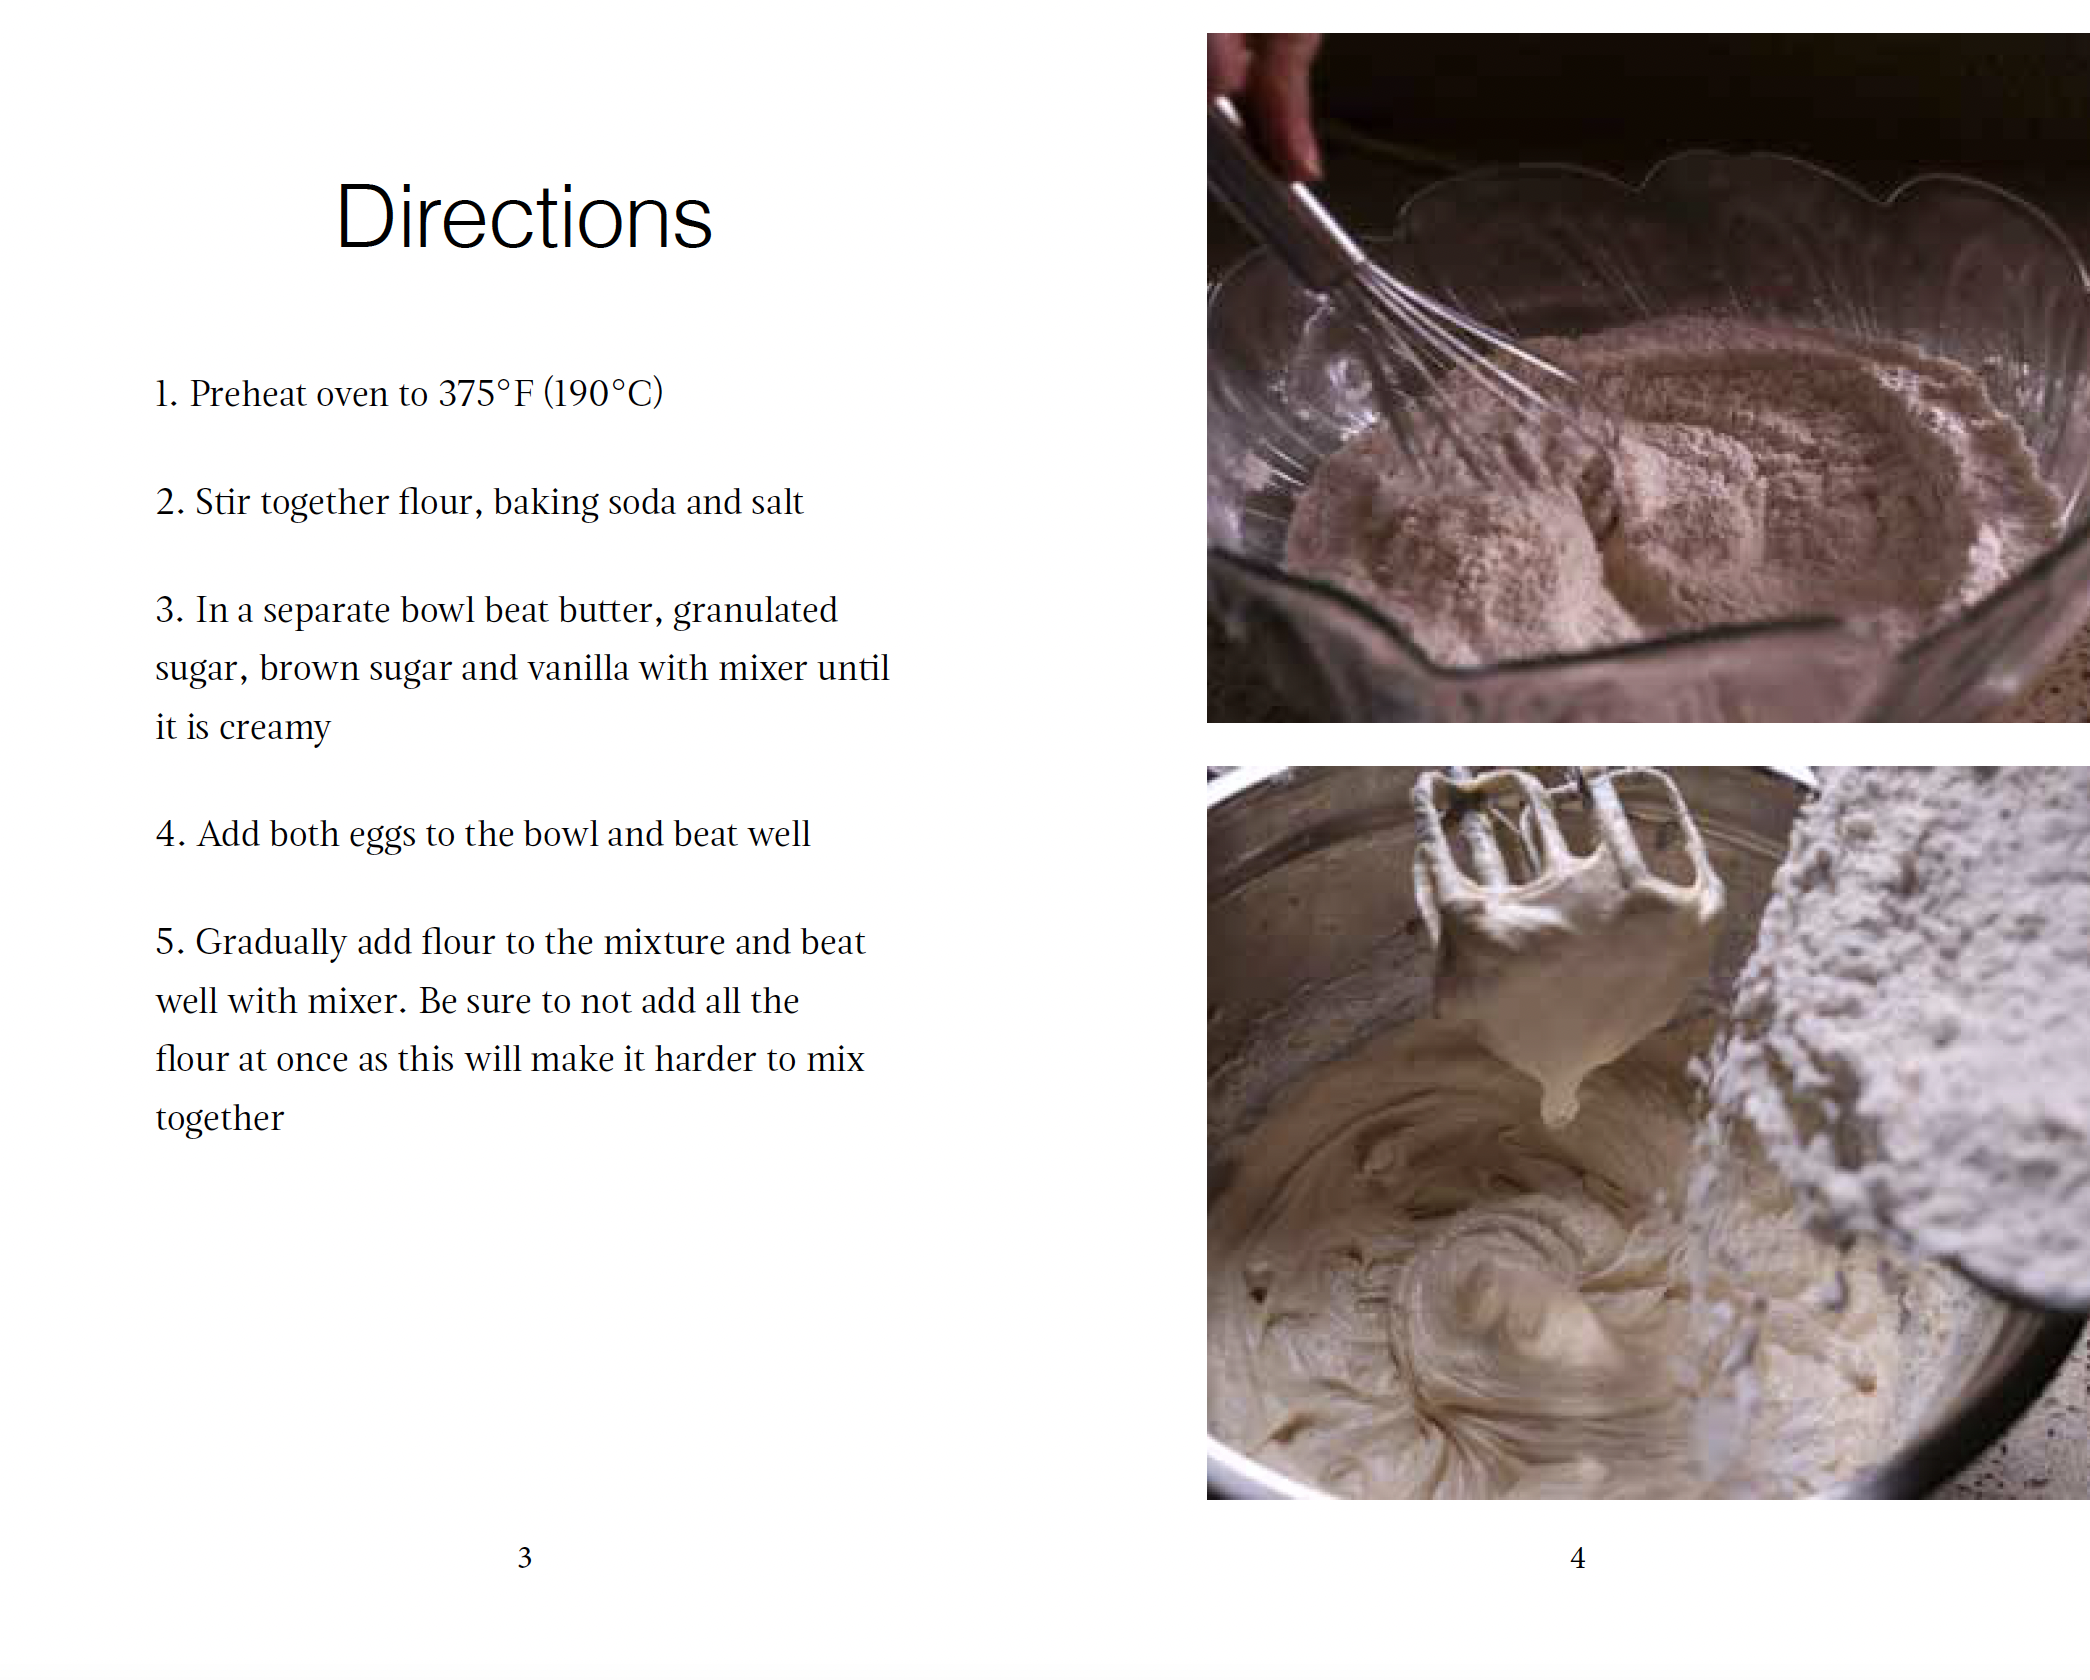 Directions
1. Preheat oven to 375°F (190°C)
2. Stir together flour, baking soda and salt
3. In a separate bowl beat butter, granulated
sugar, brown sugar and vanilla with mixer until
it is creamy
4. Add both eggs to the bowl and beat well
5. Gradually add flour to the mixture and beat
well with mixer. Be sure to not add all the
flour at once as this will make it harder to mix
together
3
4